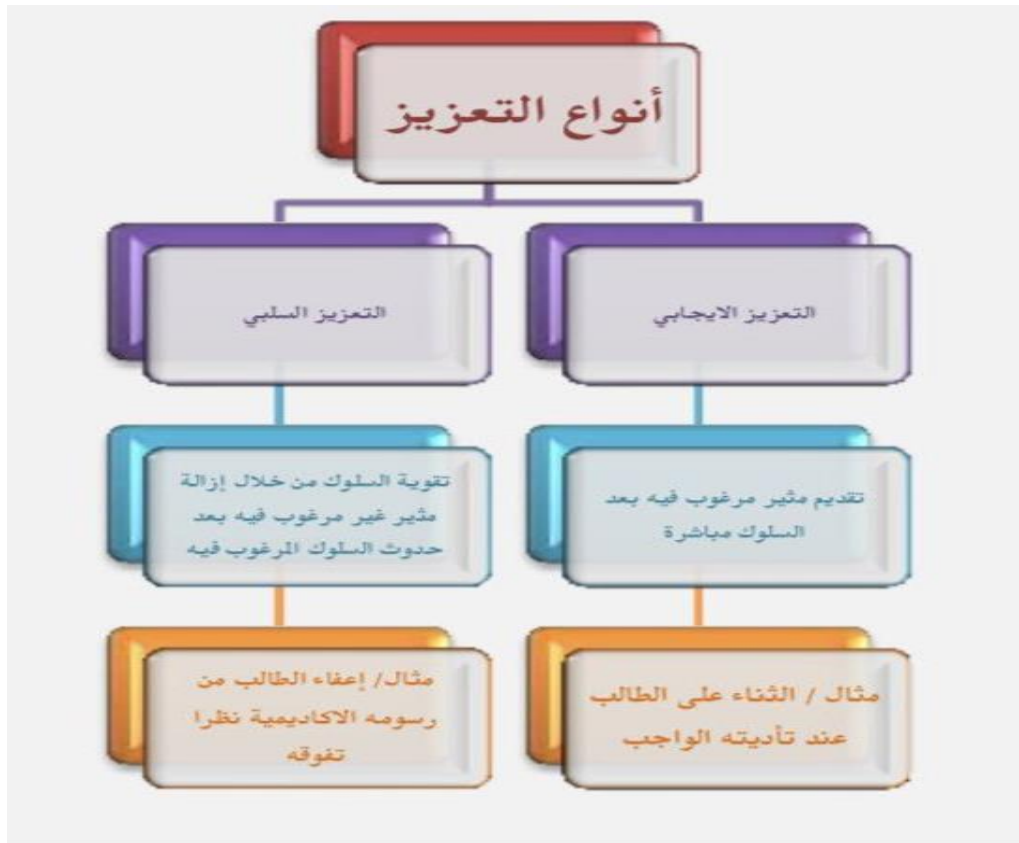 أنواع التعزيز
التعزيز الايجابي
التعزيز السلبي
تقديم مثير مرغوب فيه بعد
السلوك مباشرة
تقوية السلوك من خلال إزالة
مثير غير مرغوب فيه بعد
حدوث السلوك المرغوب فيه
مثال / الثناء على الطالب
عند تأديته الواجب
مثال/ إعفاء الطالب من
رسومه الاكاديمية نظرا
تفوقه